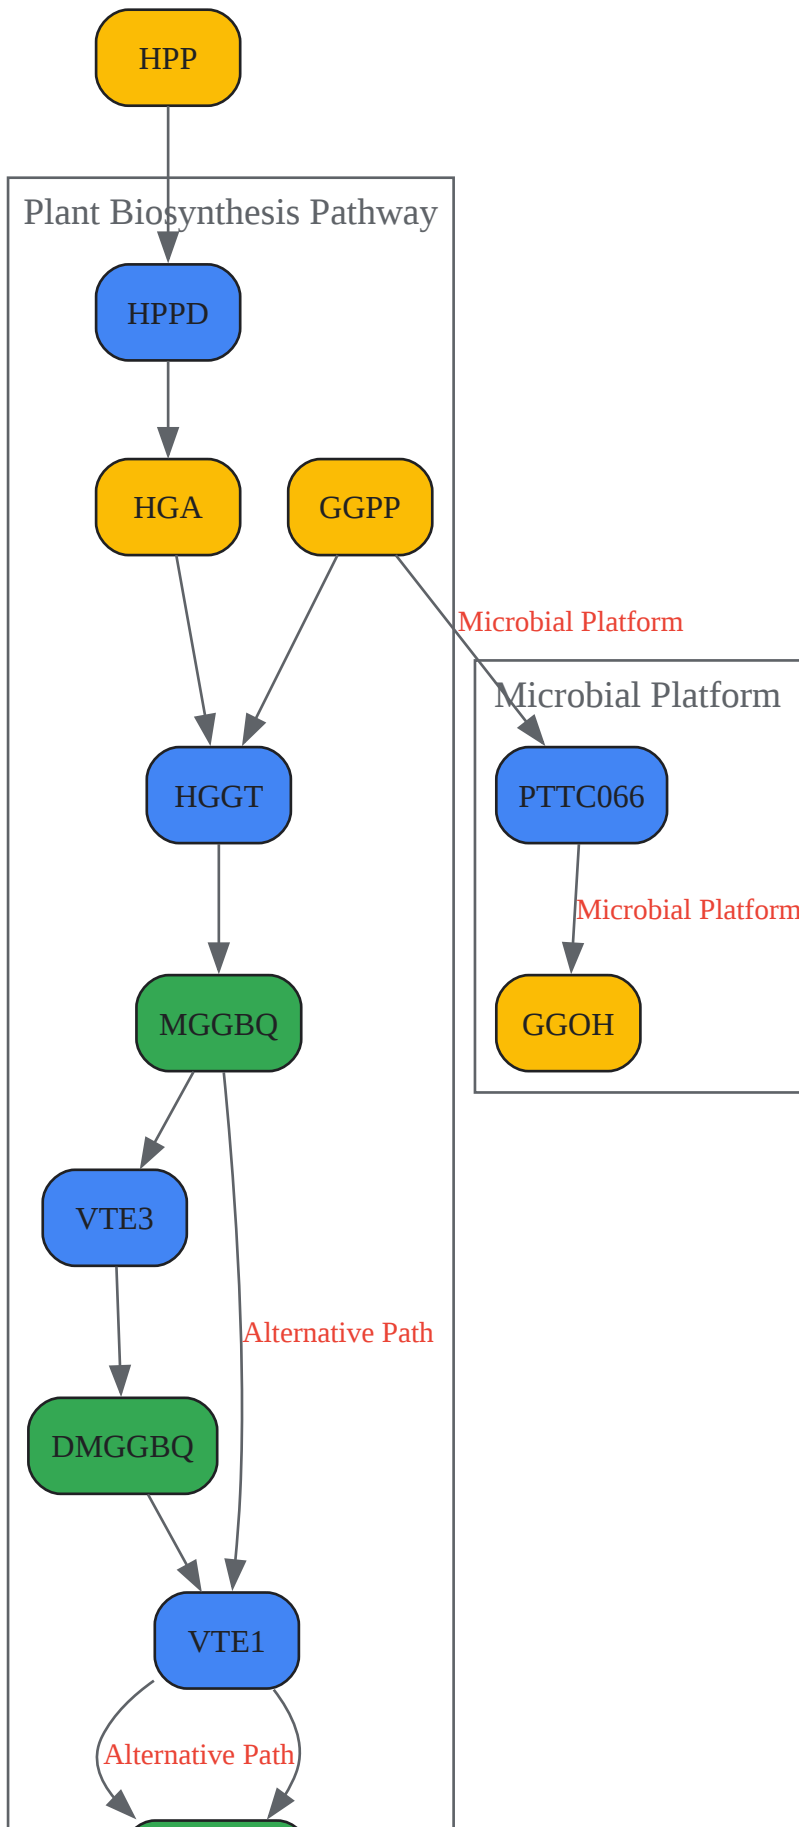 HPP
Plant Biosynthesis Pathway
HPPD
HGA
GGPP
Microbial Platform
Microbial Platform
HGGT
PTTC066
Microbial Platform
MGGBQ
GGOH
VTE3
Alternative Path
DMGGBQ
VTE1
Alternative Path